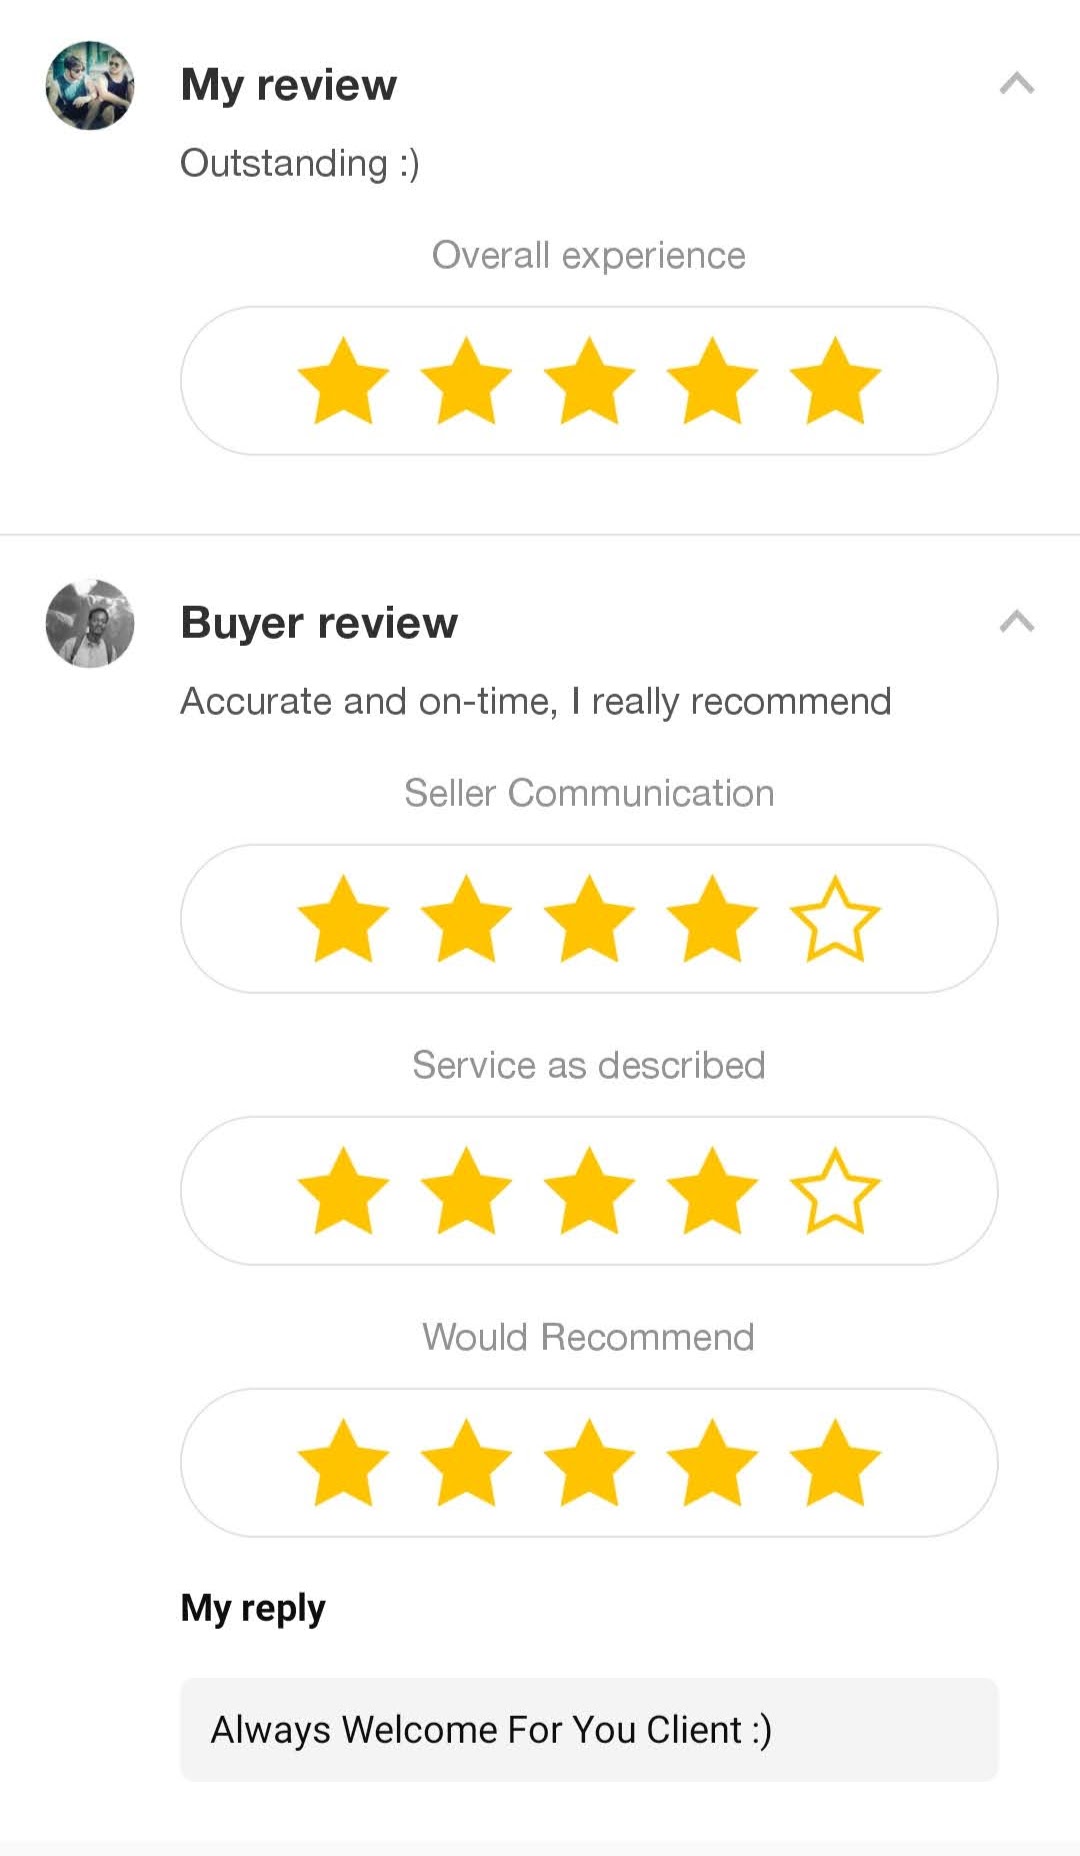 My review
Outstanding :)
Overall experience
Buyer review
Accurate and on-time, I really recommend
Seller Communication
Service as described
Would Recommend
My reply
Always Welcome For You Client :)